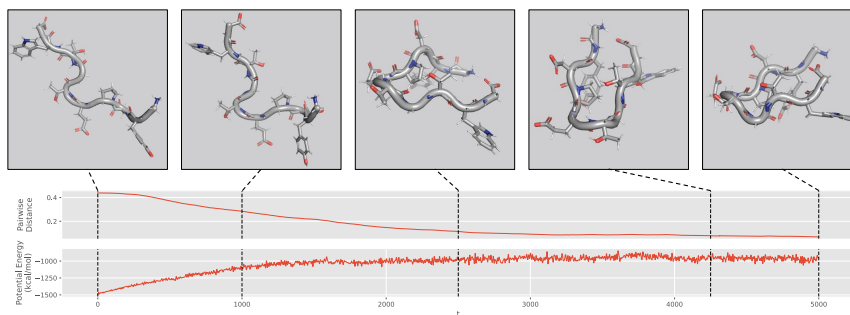 Pairwise
Distance
0.4
0.2
Potential Energy
(kcal/mol)
−1000
−1250
−1500
0
1000
2000
3000
4000
5000
t